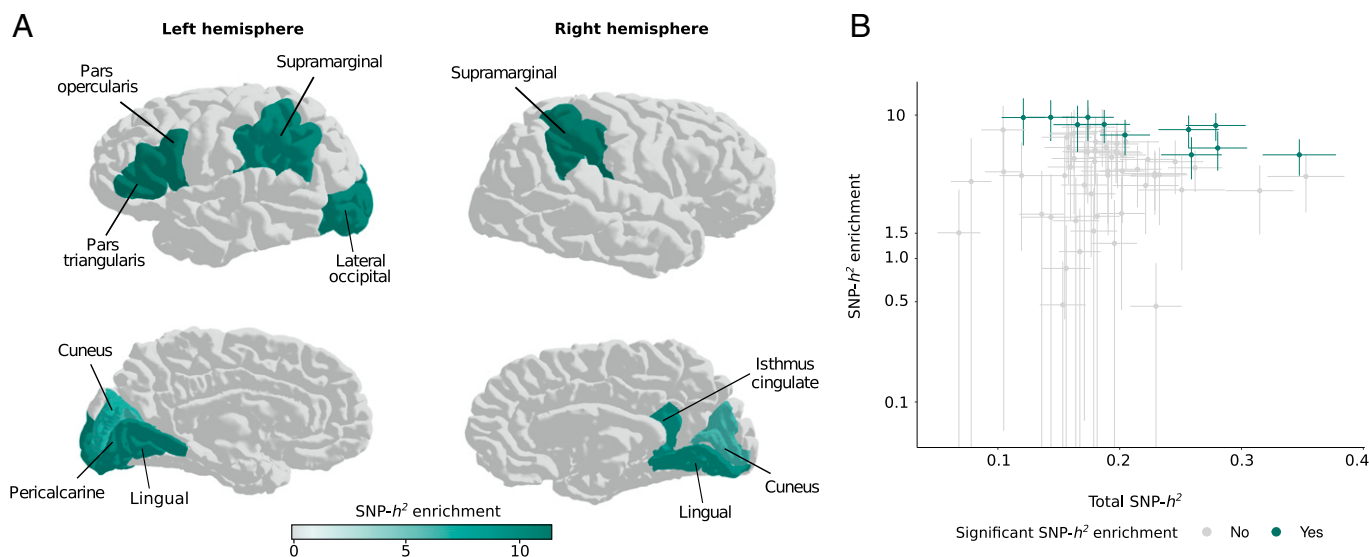 A
Left hemisphere
Right hemisphere
B
Pars
opercularis
Supramarginal
Supramarginal
Pars
triangularis
Lateral
occipital
Cuneus
Isthmus
cingulate
Pericalcarine
Lingual
Lingual
Cuneus
SNP-h² enrichment
0 5 10
SNP-h² enrichment
10
1.5
1.0
0.5
0.1
0.1 0.2 0.3 0.4
Total SNP-h²
Significant SNP-h² enrichment No Yes